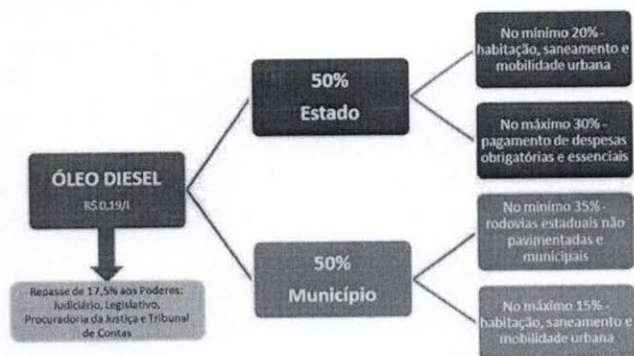 ÓLEO DIESEL
R$ 0,19/l
Repasse de 17,5% aos Poderes:
Judiciário, Legislativo,
Procuradoria da Justiça e Tribunal
de Contas
50%
Estado
No mínimo 20% -
habitação, saneamento e
mobilidade urbana
No máximo 30% -
pagamento de despesas
obrigatórias e essenciais
50%
Município
No mínimo 35% -
rodovias estaduais não
pavimentadas e
municipais
No máximo 15% -
habitação, saneamento e
mobilidade urbana